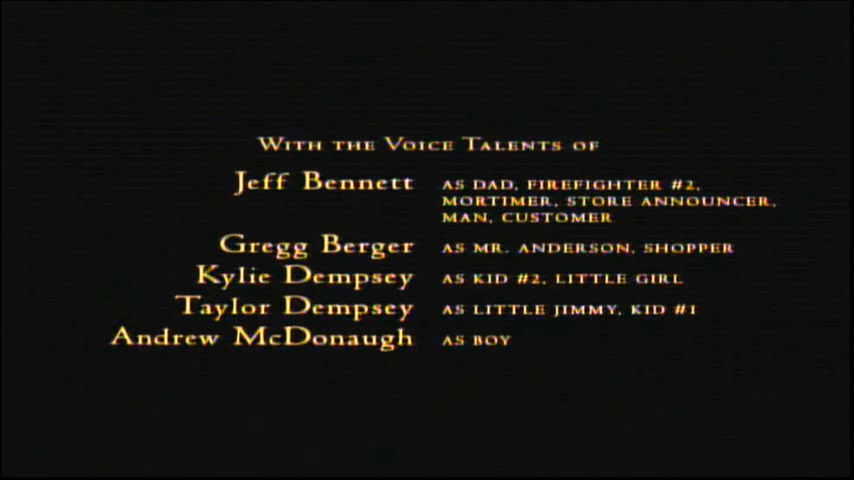 With the Voice Talents of
Jeff Bennett as Dad, Firefighter #2,
Mortimer, Store Announcer,
Man, Customer
Gregg Berger as Mr. Anderson, Shopper
Kylie Dempsey as Kid #2, Little Girl
Taylor Dempsey as Little Jimmy, Kid #1
Andrew McDonaugh as Boy